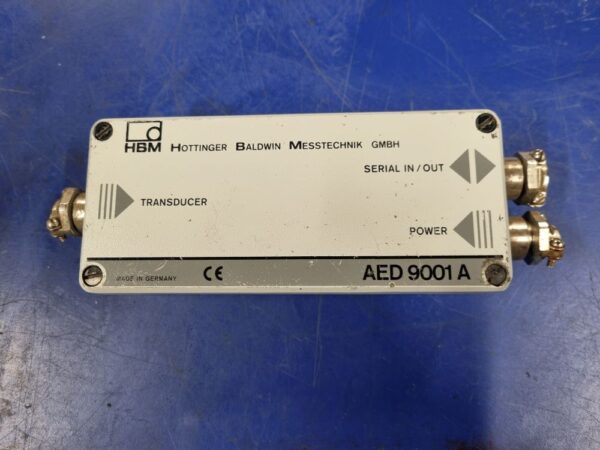 HBM HOTTINGER BALDWIN MESSTECHNIK GMBH
SERIAL IN / OUT
TRANSDUCER
POWER
MADE IN GERMANY CE AED 9001 A